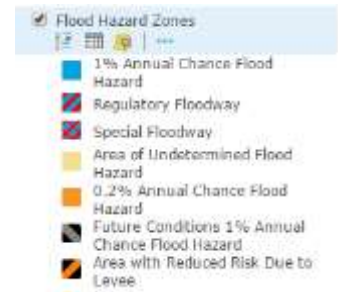 Flood Hazard Zones
1% Annual Chance Flood
Hazard
Regulatory Floodway
Special Floodway
Area of Undetermined Flood
Hazard
0.2% Annual Chance Flood
Hazard
Future Conditions 1% Annual
Chance Flood Hazard
Area with Reduced Risk Due to
Levee